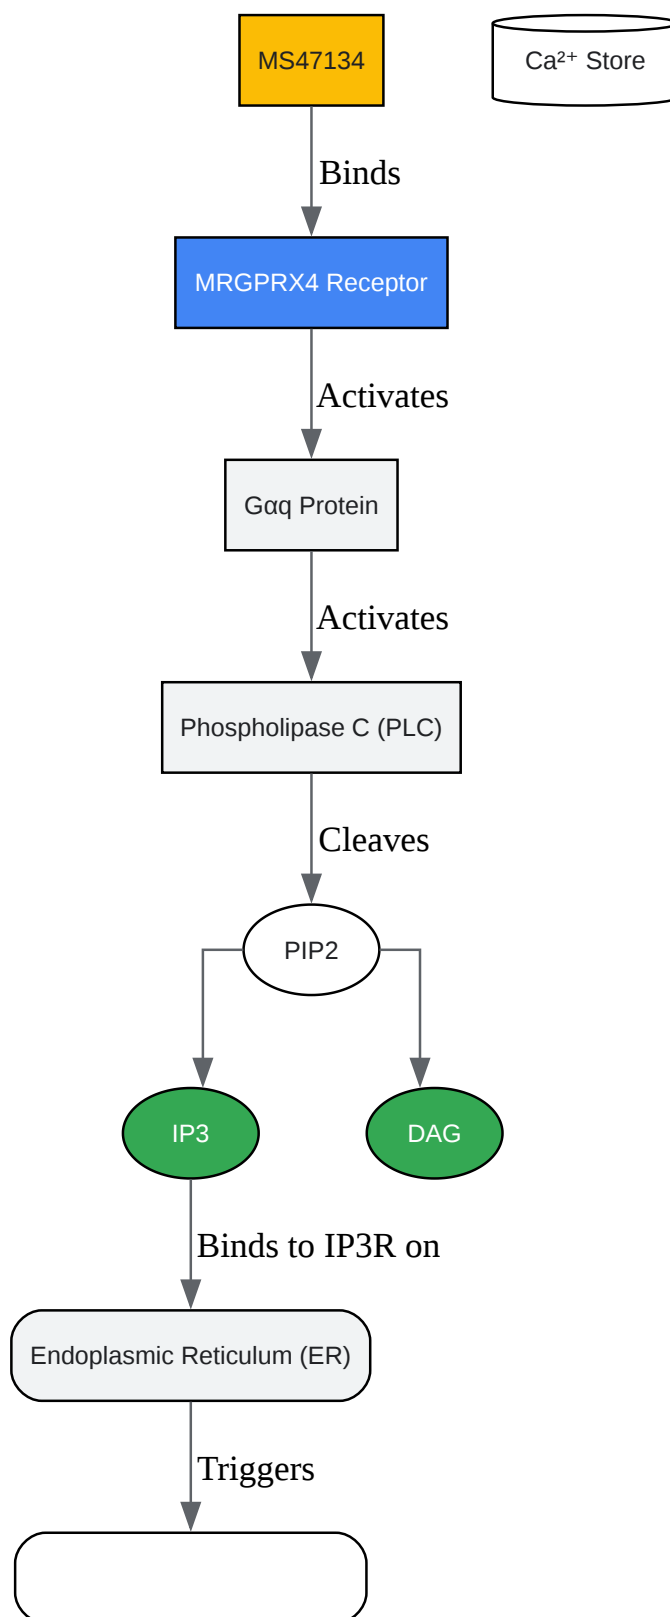 MS47134
Ca²⁺ Store
Binds
MRGPRX4 Receptor
Activates
Gαq Protein
Activates
Phospholipase C (PLC)
Cleaves
PIP2
IP3
DAG
Binds to IP3R on
Endoplasmic Reticulum (ER)
Triggers